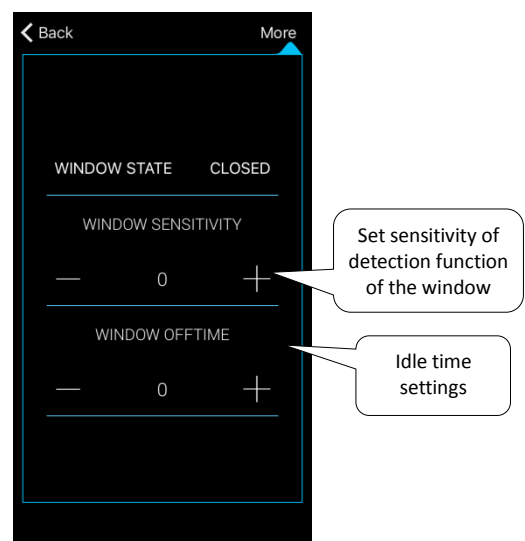 Back
More
WINDOW STATE
CLOSED
WINDOW SENSITIVITY
0
WINDOW OFFTIME
0
Set sensitivity of
detection function
of the window
Idle time
settings